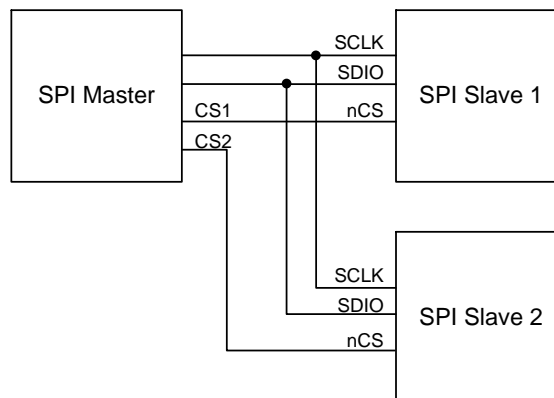 SCLK
SDIO
SPI Master
SPI Slave 1
CS1
nCS
CS2
SCLK
SDIO
SPI Slave 2
nCS